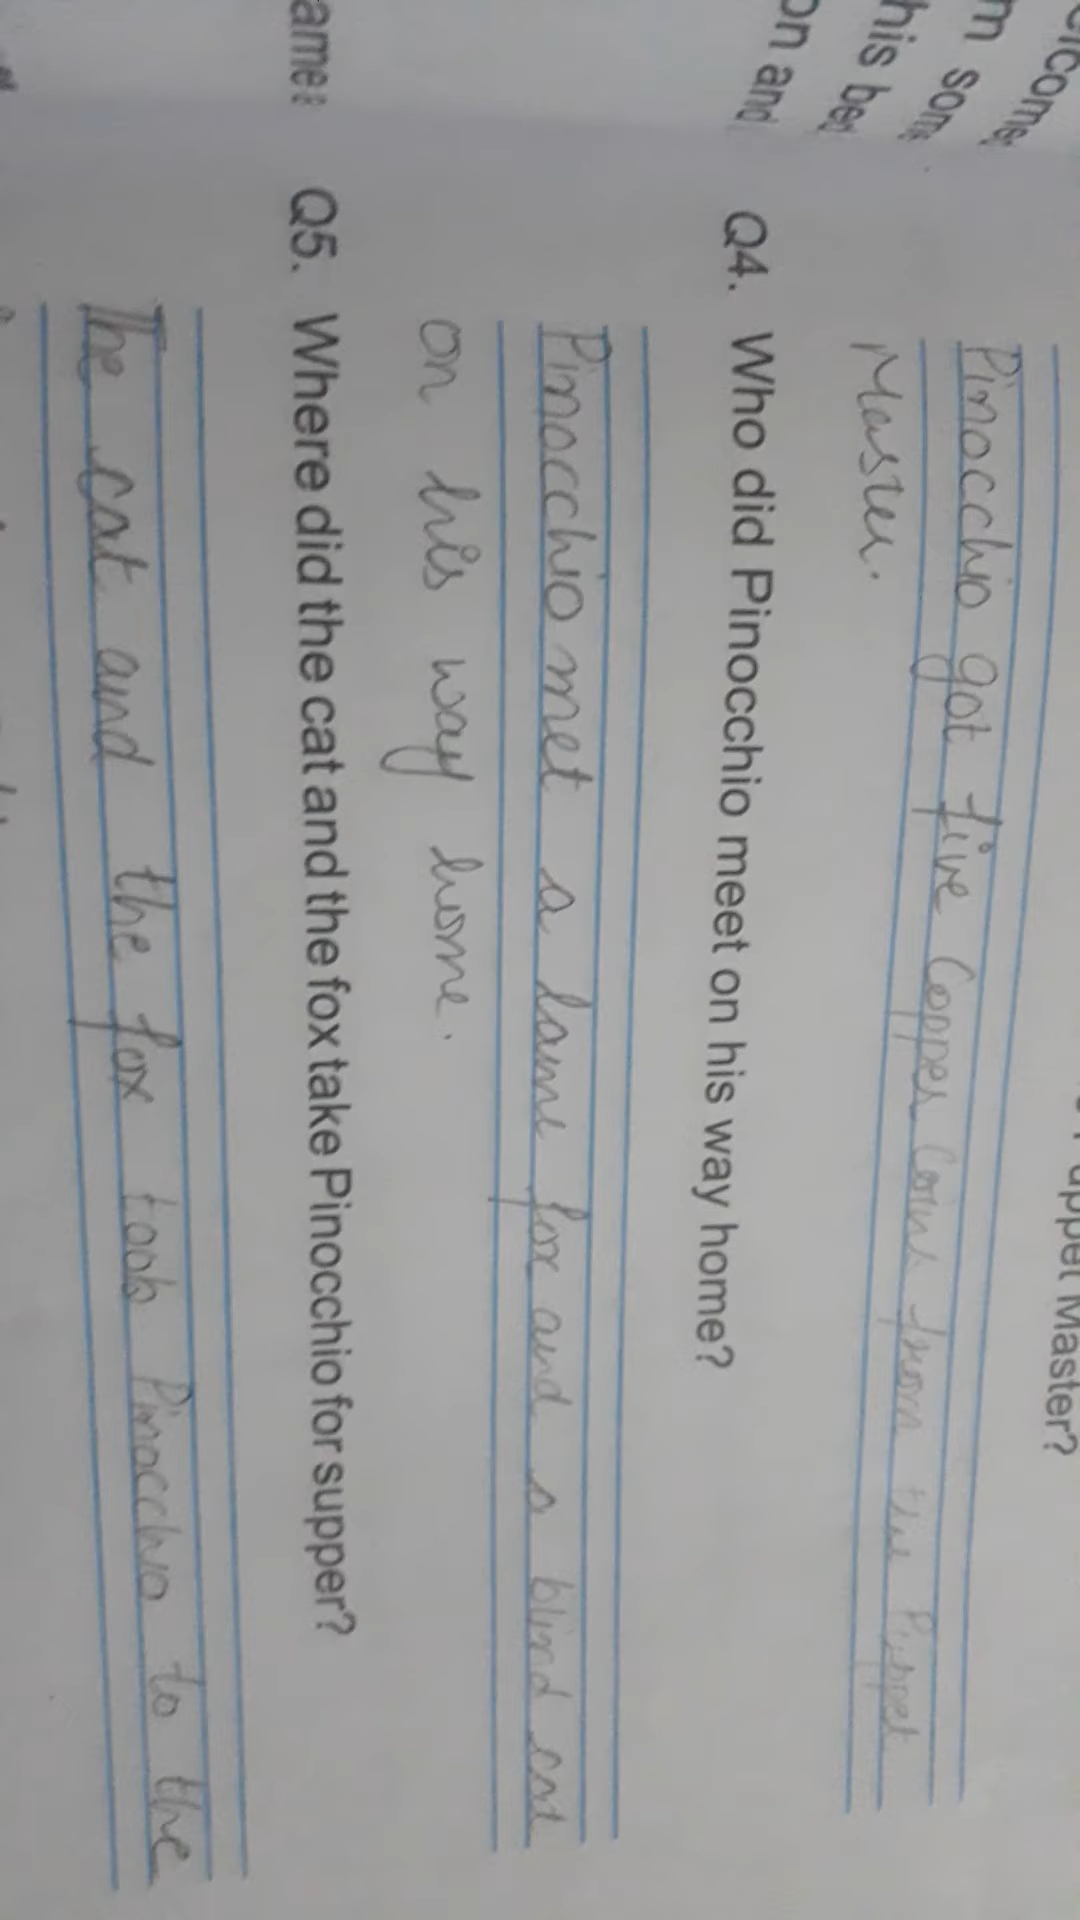 Puppet Master?
Pinocchio got five Copper Coins from the Puppet
Master.
Q4. Who did Pinocchio meet on his way home?
Pinocchio met a lame fox and a blind cat
on his way home.
Q5. Where did the cat and the fox take Pinocchio for supper?
The cat and the fox took Pinocchio to the